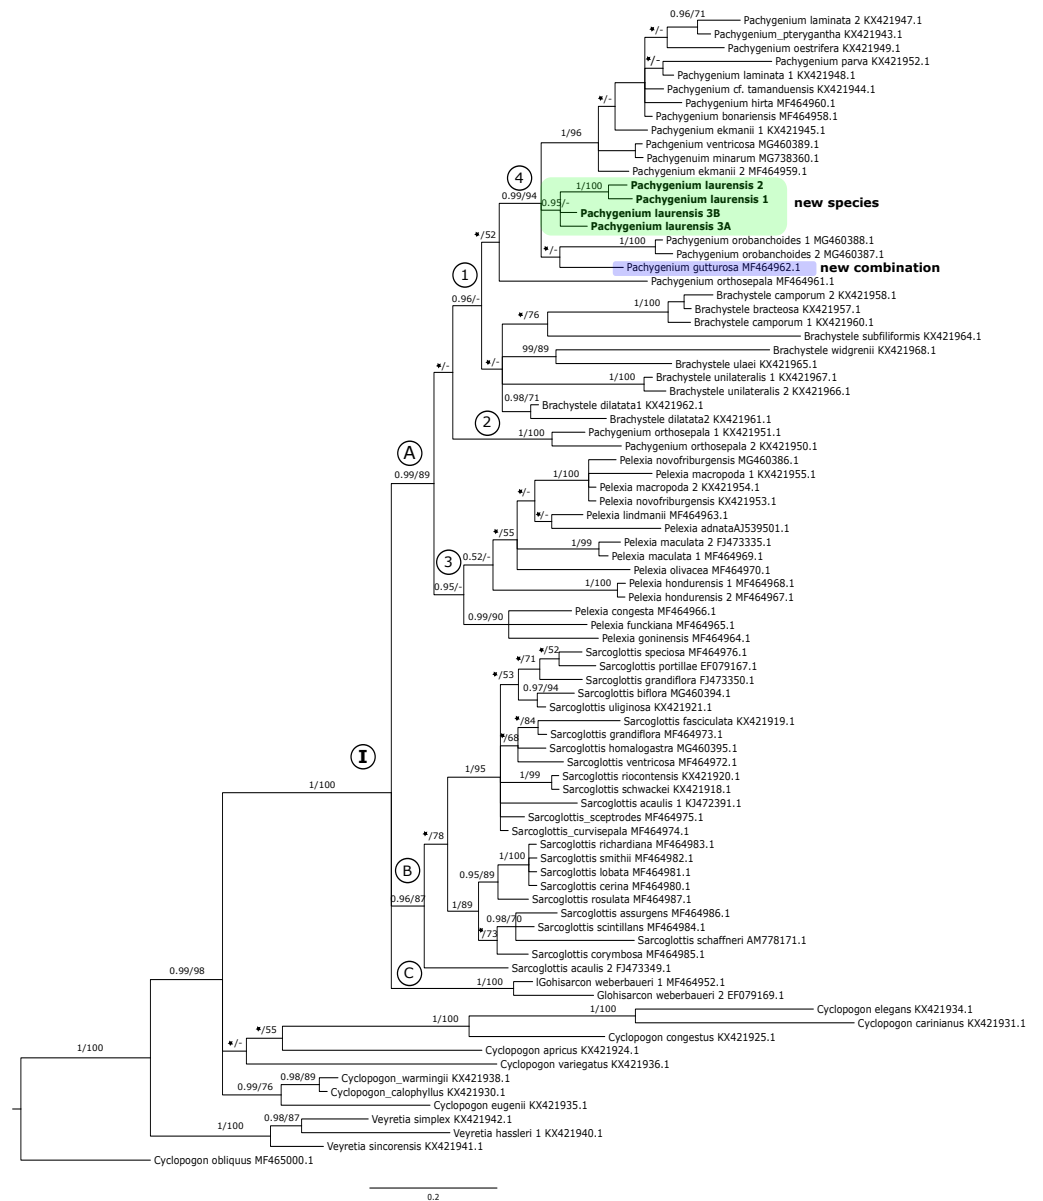 0.96/71
Pachygenium laminata 2 KX421947.1
Pachygenium_pterygantha KX421943.1
*/-
Pachygenium oestrifera KX421949.1
*/-
Pachygenium parva KX421952.1
Pachygenium laminata 1 KX421948.1
Pachygenium cf. tamanduensis KX421944.1
*/-
Pachygenium hirta MF464960.1
Pachygenium bonariensis MF464958.1
Pachygenium ekmanii 1 KX421945.1
1/96
Pachgenium ventricosa MG460389.1
Pachygenuim minarum MG738360.1
Pachygenium ekmanii 2 MF464959.1
4
1/100
Pachygenium laurensis 2
0.99/94
Pachygenium laurensis 1
0.95/-
new species
Pachygenium laurensis 3B
Pachygenium laurensis 3A
*/52
1/100
Pachygenium orobanchoides 1 MG460388.1
*/-
Pachygenium orobanchoides 2 MG460387.1
Pachygenium gutturosa MF464962.1
new combination
1
Pachygenium orthosepala MF464961.1
0.96/-
Brachystele camporum 2 KX421958.1
1/100
Brachystele bracteosa KX421957.1
*/76
Brachystele camporum 1 KX421960.1
Brachystele subfiliformis KX421964.1
99/89
Brachystele widgrenii KX421968.1
*/-
*/-
Brachystele ulaei KX421965.1
1/100
Brachystele unilateralis 1 KX421967.1
Brachystele unilateralis 2 KX421966.1
0.98/71
Brachystele dilatata1 KX421962.1
Brachystele dilatata2 KX421961.1
2
1/100
Pachygenium orthosepala 1 KX421951.1
Pachygenium orthosepala 2 KX421950.1
A
0.99/89
Pelexia novofriburgensis MG460386.1
1/100
Pelexia macropoda 1 KX421955.1
Pelexia macropoda 2 KX421954.1
*/-
Pelexia novofriburgensis KX421953.1
*/-
Pelexia lindmanii MF464963.1
Pelexia adnataAJ539501.1
*/55
1/99
Pelexia maculata 2 FJ473335.1
Pelexia maculata 1 MF464969.1
3
0.52/-
Pelexia olivacea MF464970.1
1/100
Pelexia hondurensis 1 MF464968.1
0.95/-
Pelexia hondurensis 2 MF464967.1
Pelexia congesta MF464966.1
0.99/90
Pelexia funckiana MF464965.1
Pelexia goninensis MF464964.1
*/52
Sarcoglottis speciosa MF464976.1
*/71
Sarcoglottis portillae EF079167.1
*/53
Sarcoglottis grandiflora FJ473350.1
0.97/94
Sarcoglottis biflora MG460394.1
Sarcoglottis uliginosa KX421921.1
*/84
Sarcoglottis fasciculata KX421919.1
*/68
Sarcoglottis grandiflora MF464973.1
Sarcoglottis homalogastra MG460395.1
I
Sarcoglottis ventricosa MF464972.1
1/95
1/99
Sarcoglottis riocontensis KX421920.1
Sarcoglottis schwackei KX421918.1
1/100
Sarcoglottis acaulis 1 KJ472391.1
Sarcoglottis_sceptrodes MF464975.1
*/78
Sarcoglottis_curvisepala MF464974.1
Sarcoglottis richardiana MF464983.1
1/100
Sarcoglottis smithii MF464982.1
B
0.95/89
Sarcoglottis lobata MF464981.1
Sarcoglottis cerina MF464980.1
0.96/87
Sarcoglottis rosulata MF464987.1
1/89
Sarcoglottis assurgens MF464986.1
0.98/70
Sarcoglottis scintillans MF464984.1
*/73
Sarcoglottis schaffneri AM778171.1
Sarcoglottis corymbosa MF464985.1
C
Sarcoglottis acaulis 2 FJ473349.1
0.99/98
1/100
lGohisarcon weberbaueri 1 MF464952.1
Glohisarcon weberbaueri 2 EF079169.1
1/100
Cyclopogon elegans KX421934.1
*/55
1/100
Cyclopogon carinianus KX421931.1
Cyclopogon congestus KX421925.1
*/-
1/100
Cyclopogon apricus KX421924.1
Cyclopogon variegatus KX421936.1
0.98/89
Cyclopogon_warmingii KX421938.1
0.99/76
Cyclopogon_calophyllus KX421930.1
Cyclopogon eugenii KX421935.1
0.98/87
Veyretia simplex KX421942.1
1/100
Veyretia hassleri 1 KX421940.1
Veyretia sincorensis KX421941.1
Cyclopogon obliquus MF465000.1
0.2